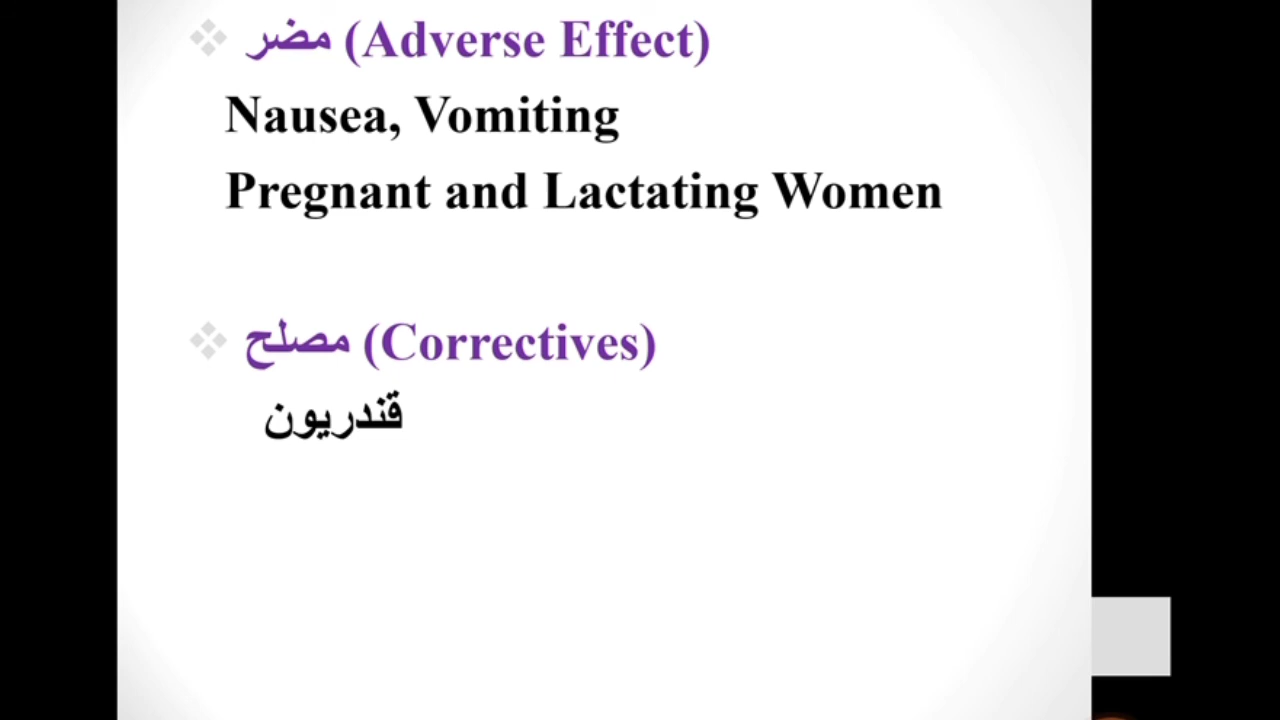 مضر (Adverse Effect)
Nausea, Vomiting
Pregnant and Lactating Women
مصلح (Correctives)
قندریون